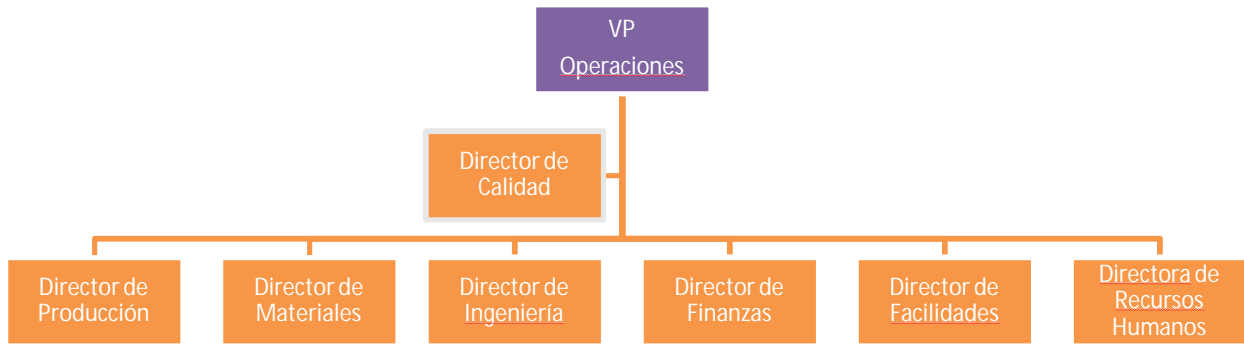 VP
Operaciones
Director de
Calidad
Director de
Producción
Director de
Materiales
Director de
Ingeniería
Director de
Finanzas
Director de
Facilidades
Directora de
Recursos
Humanos